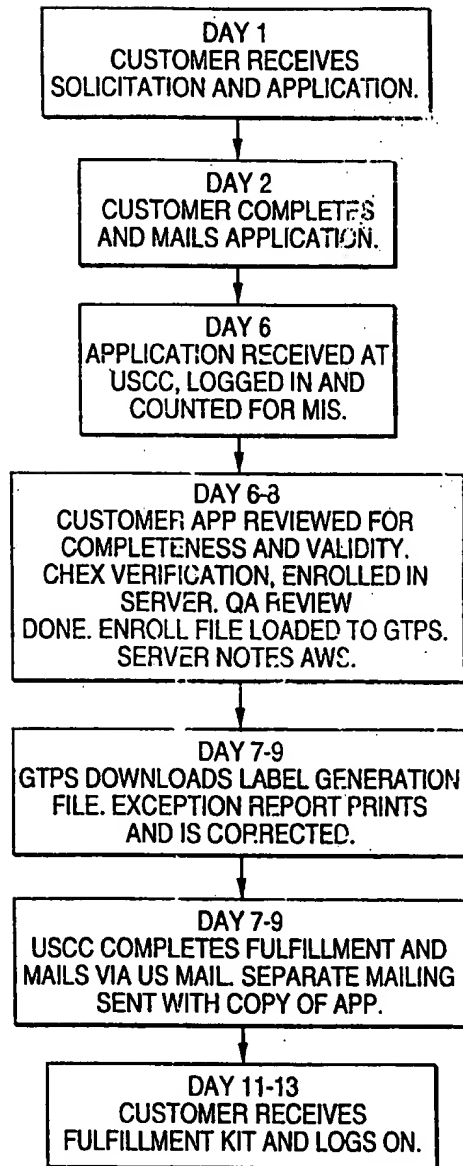 DAY 1
CUSTOMER RECEIVES
SOLICITATION AND APPLICATION.
DAY 2
CUSTOMER COMPLETES
AND MAILS APPLICATION.
DAY 6
APPLICATION RECEIVED AT
USCC, LOGGED IN AND
COUNTED FOR MIS.
DAY 6-8
CUSTOMER APP REVIEWED FOR
COMPLETENESS AND VALIDITY.
CHEX VERIFICATION, ENROLLED IN
SERVER. QA REVIEW
DONE. ENROLL FILE LOADED TO GTPS.
SERVER NOTES AWS.
DAY 7-9
GTPS DOWNLOADS LABEL GENERATION
FILE. EXCEPTION REPORT PRINTS
AND IS CORRECTED.
DAY 7-9
USCC COMPLETES FULFILLMENT AND
MAILS VIA US MAIL. SEPARATE MAILING
SENT WITH COPY OF APP.
DAY 11-13
CUSTOMER RECEIVES
FULFILLMENT KIT AND LOGS ON.